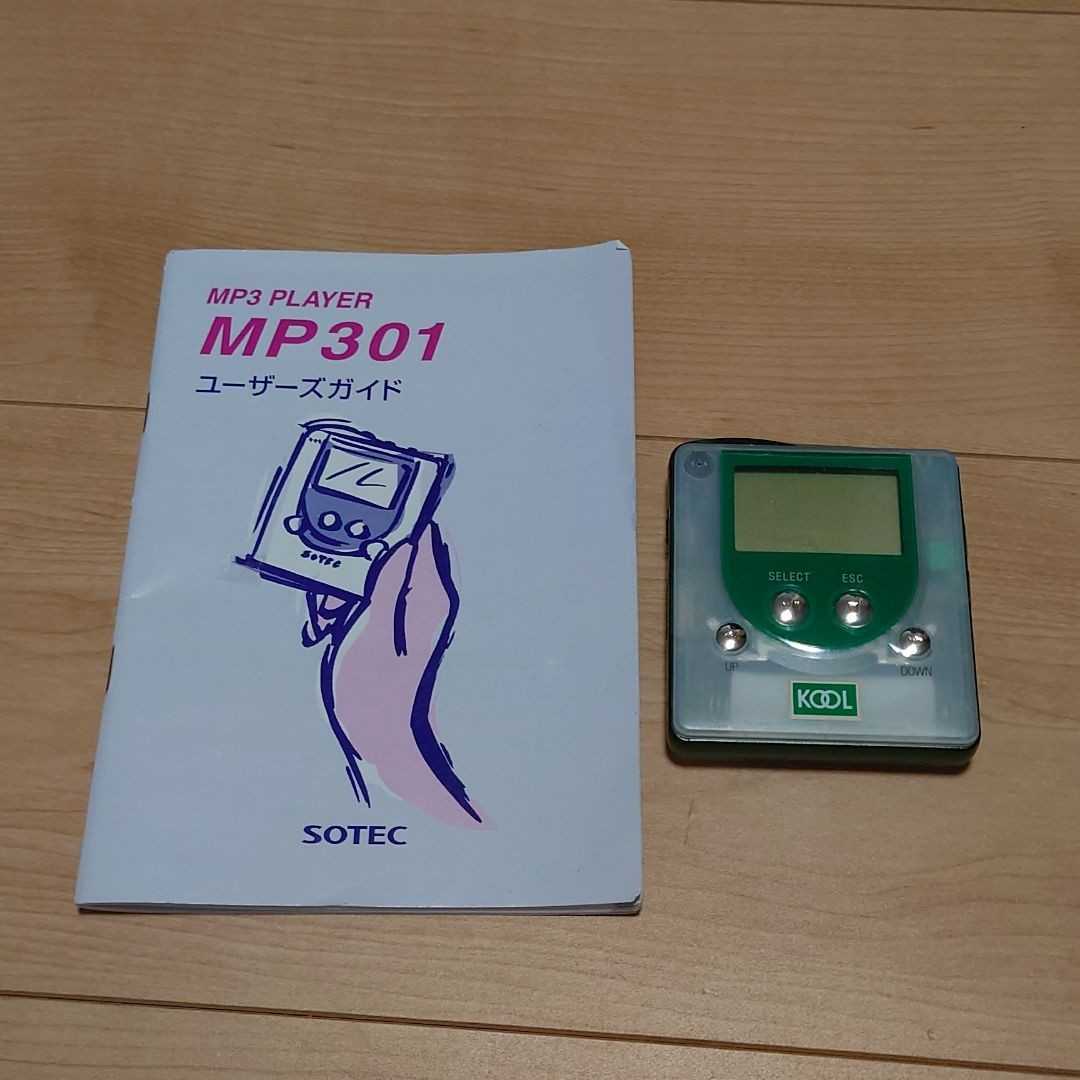 MP3 PLAYER
MP301
ユーザーズガイド
SOTEC
SOTEC
SELECT ESC
UP DOWN
KOOL